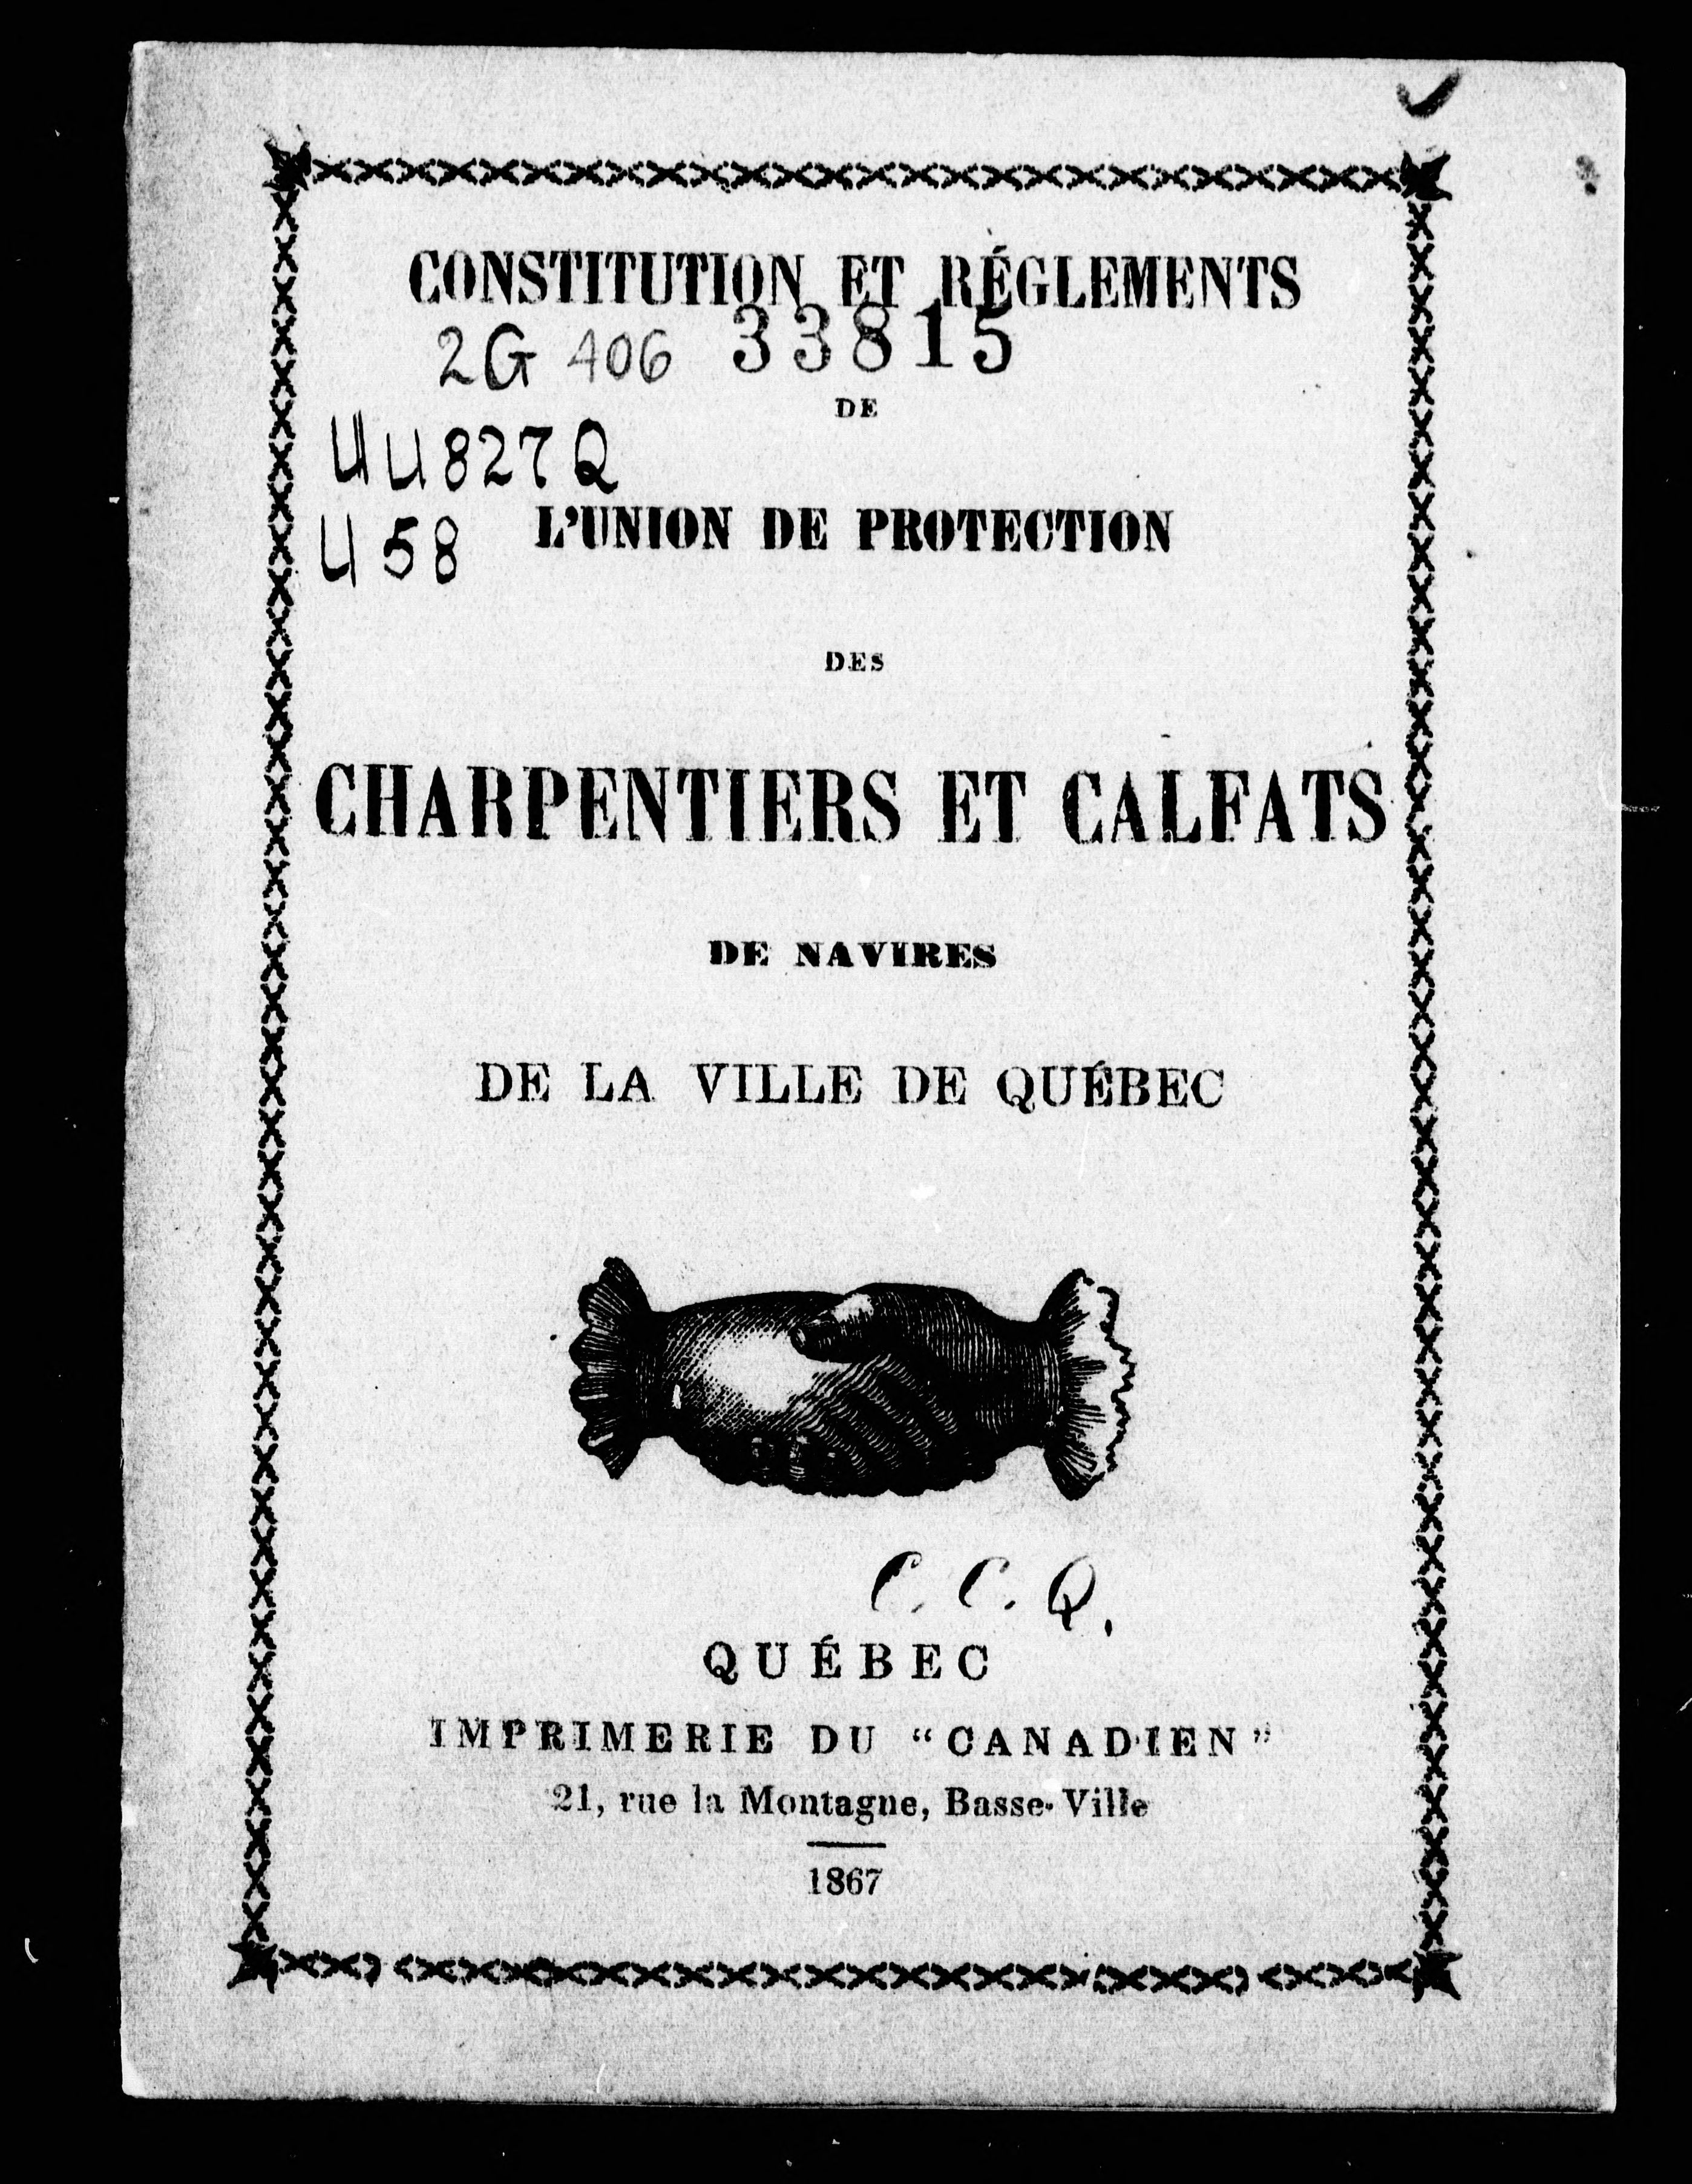 CONSTITUTION ET RÉGLEMENTS
2G 406 33815
DE
UU827Q
U58
L'UNION DE PROTECTION
DES
CHARPENTIERS ET CALFATS
DE NAVIRES
DE LA VILLE DE QUÉBEC
C. C. Q.
QUÉBEC
IMPRIMERIE DU "CANADIEN"
21, rue la Montagne, Basse-Ville
1867